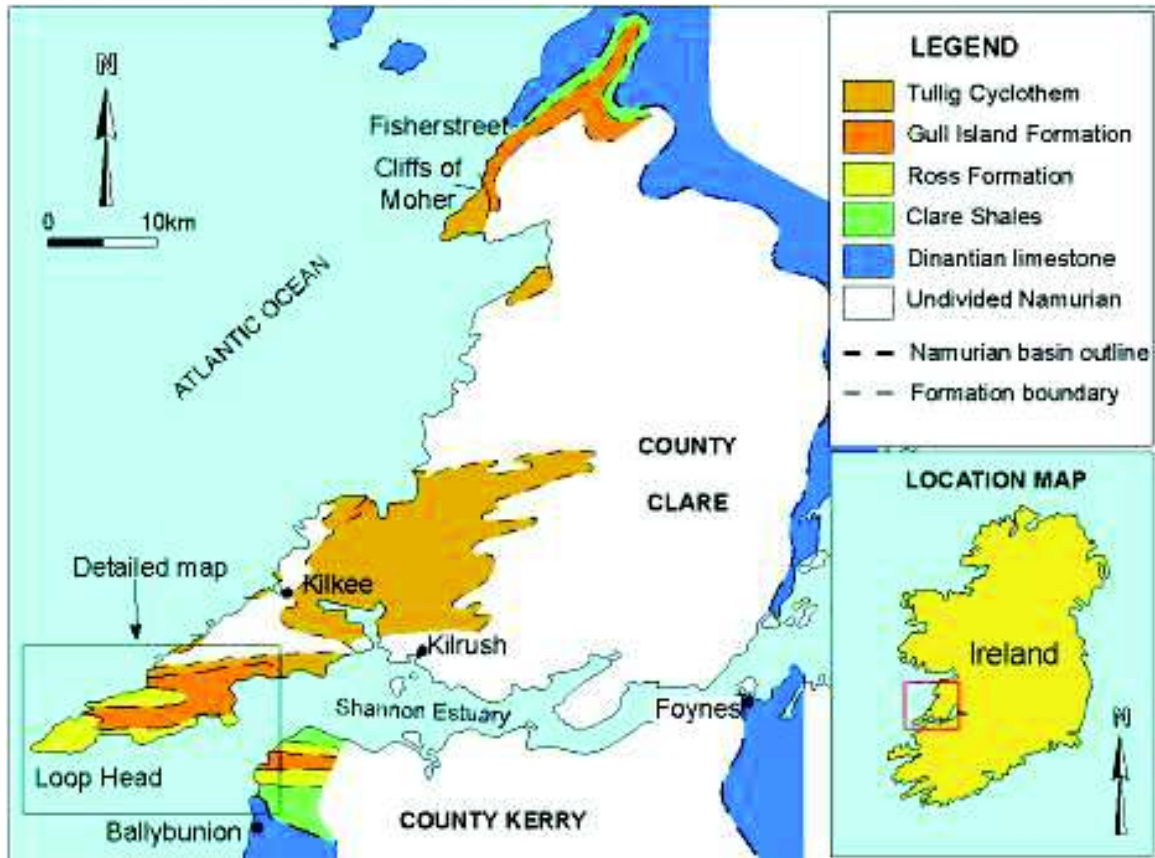 N
0 10km
Fisherstreet
Cliffs of
Moher
ATLANTIC OCEAN
COUNTY
CLARE
Detailed map
Kilkee
Kilrush
Shannon Estuary
Foynes
Loop Head
Ballybunion
COUNTY KERRY
LEGEND
Tullig Cyclothem
Gull Island Formation
Ross Formation
Clare Shales
Dinantian limestone
Undivided Namurian
Namurian basin outline
Formation boundary
LOCATION MAP
Ireland
N